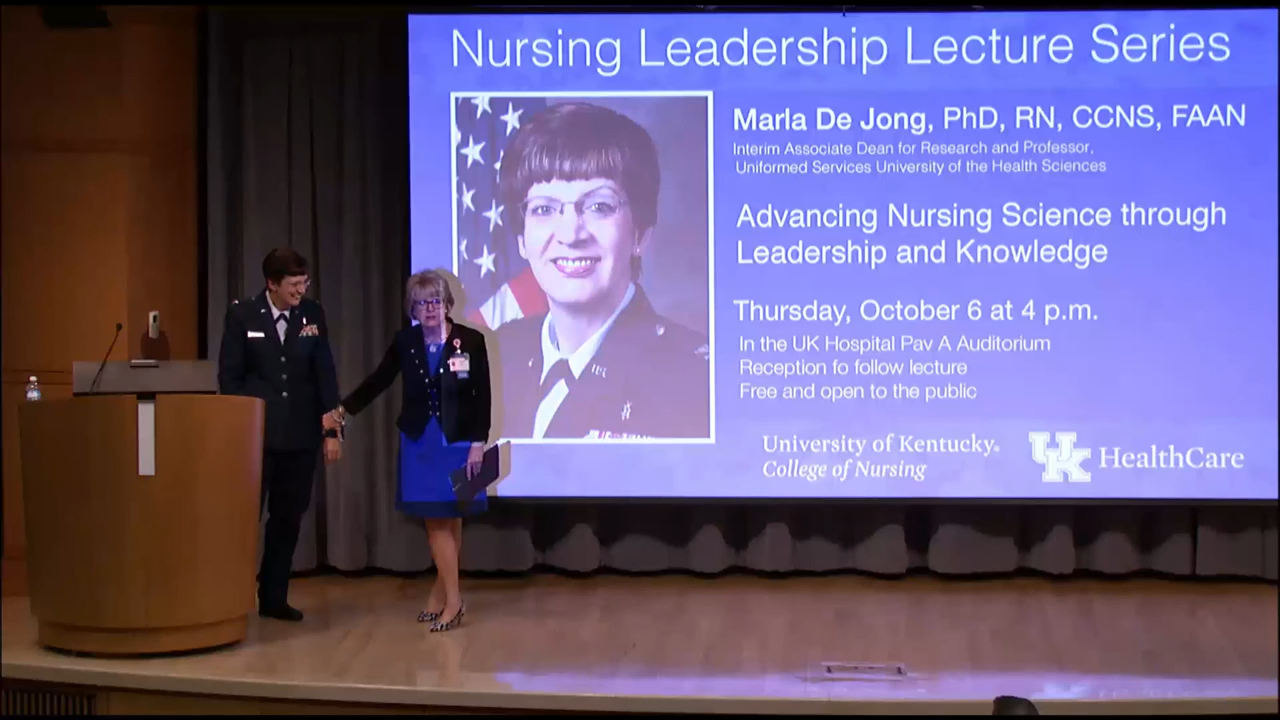 Nursing Leadership Lecture Series
Marla De Jong, PhD, RN, CCNS, FAAN
Interim Associate Dean for Research and Professor,
Uniformed Services University of the Health Sciences
Advancing Nursing Science through
Leadership and Knowledge
Thursday, October 6 at 4 p.m.
In the UK Hospital Pav A Auditorium
Reception fo follow lecture
Free and open to the public
University of Kentucky®
College of Nursing
UK HealthCare